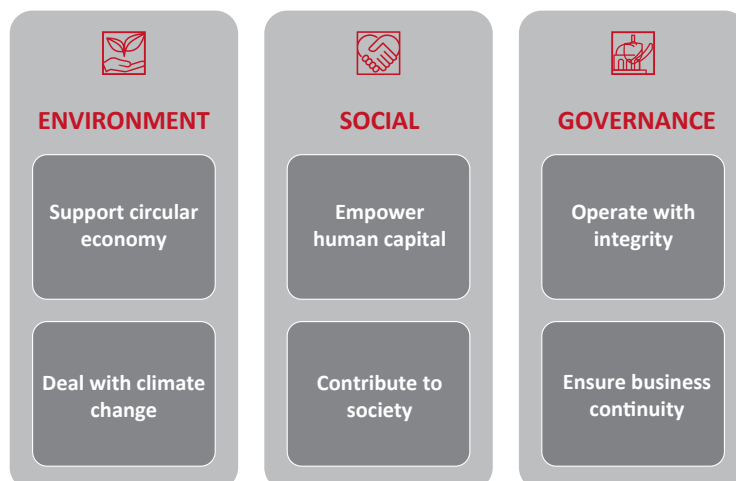 ENVIRONMENT
Support circular
economy
Deal with climate
change
SOCIAL
Empower
human capital
Contribute to
society
GOVERNANCE
Operate with
integrity
Ensure business
continuity